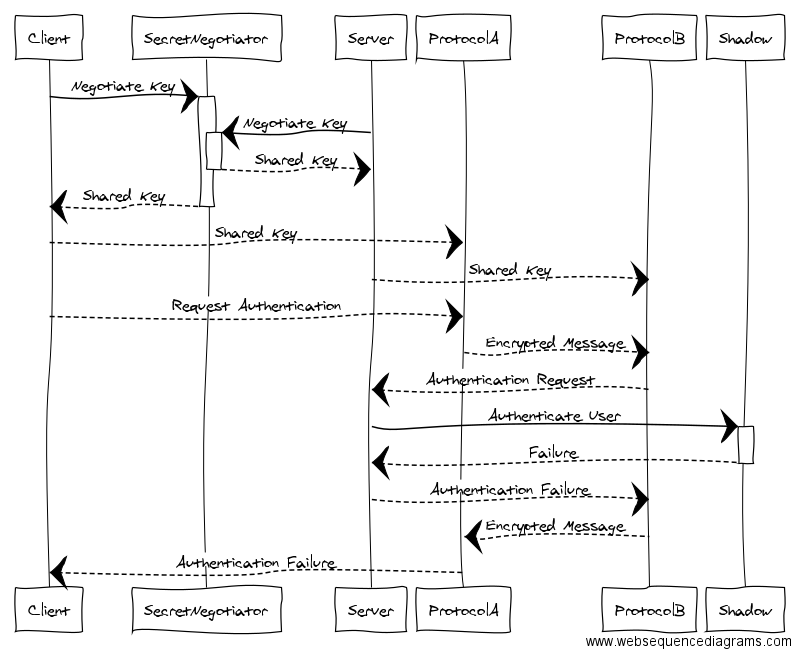 Client SecretNegotiator Server ProtocolA ProtocolB Shadow
Negotiate Key
Negotiate Key
Shared Key
Shared Key
Shared Key
Shared Key
Request Authentication
Encrypted Message
Authentication Request
Authenticate User
Failure
Authentication Failure
Encrypted Message
Authentication Failure
Client SecretNegotiator Server ProtocolA ProtocolB Shadow
www.websequencediagrams.com